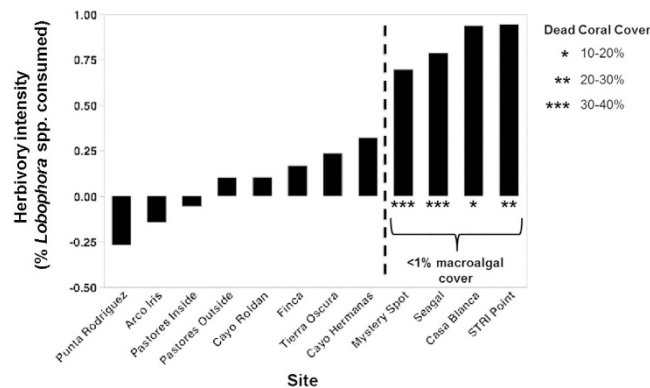 1.00
0.75
0.50
0.25
0.00
-0.25
-0.50
Herbivory intensity
(% Lobophora spp. consumed)
Dead Coral Cover
* 10-20%
** 20-30%
*** 30-40%
*** *** * **
<1% macroalgal
cover
Punta Rodriguez
Arco Iris
Pastores Inside
Pastores Outside
Cayo Roldan
Finca
Tierra Oscura
Cayo Hermanas
Mystery Spot
Seagal
Casa Blanca
STRI Point
Site